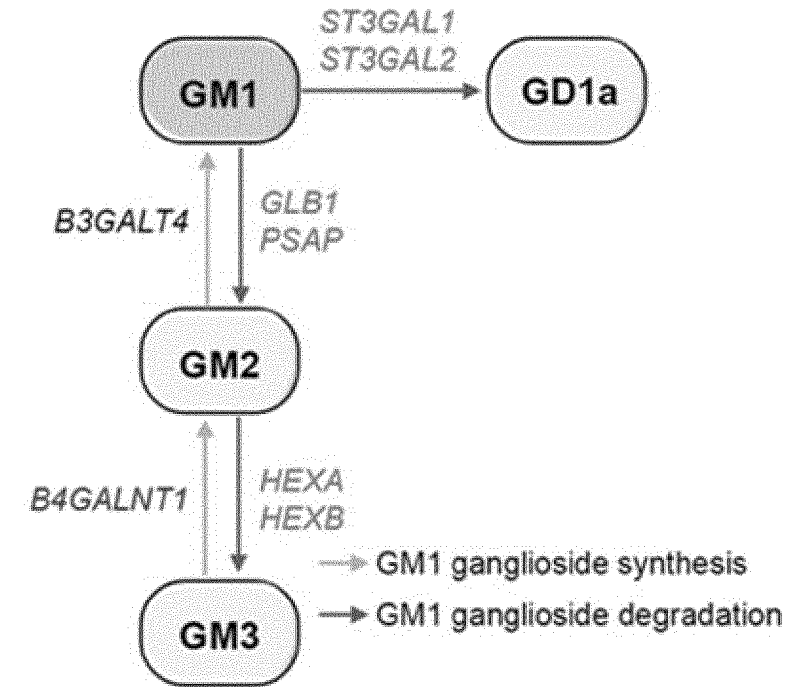 ST3GAL1
ST3GAL2
GM1
GD1a
B3GALT4
GLB1
PSAP
GM2
B4GALNT1
HEXA
HEXB
GM1 ganglioside synthesis
GM1 ganglioside degradation
GM3